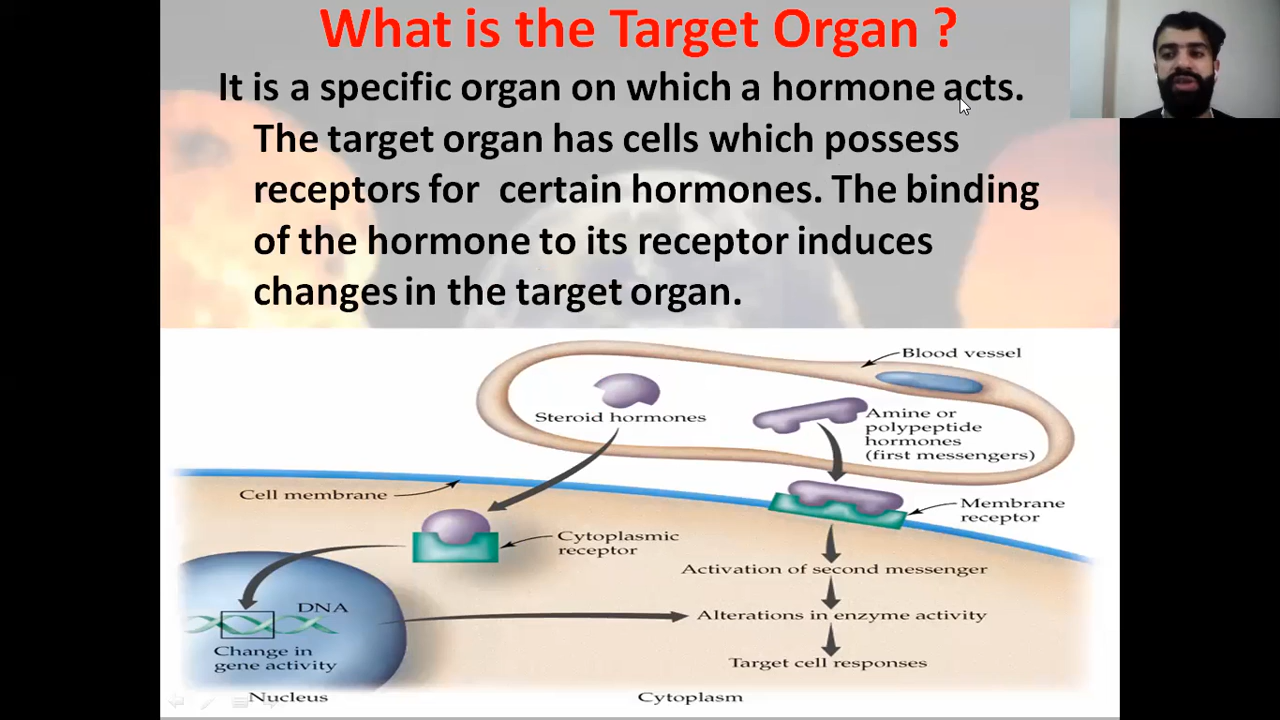 What is the Target Organ ?
It is a specific organ on which a hormone acts.
The target organ has cells which possess
receptors for certain hormones. The binding
of the hormone to its receptor induces
changes in the target organ.
Blood vessel
Steroid hormones
Amine or
polypeptide
hormones
(first messengers)
Cell membrane
Membrane
receptor
Cytoplasmic
receptor
Activation of second messenger
DNA
Alterations in enzyme activity
Change in
gene activity
Target cell responses
Nucleus
Cytoplasm